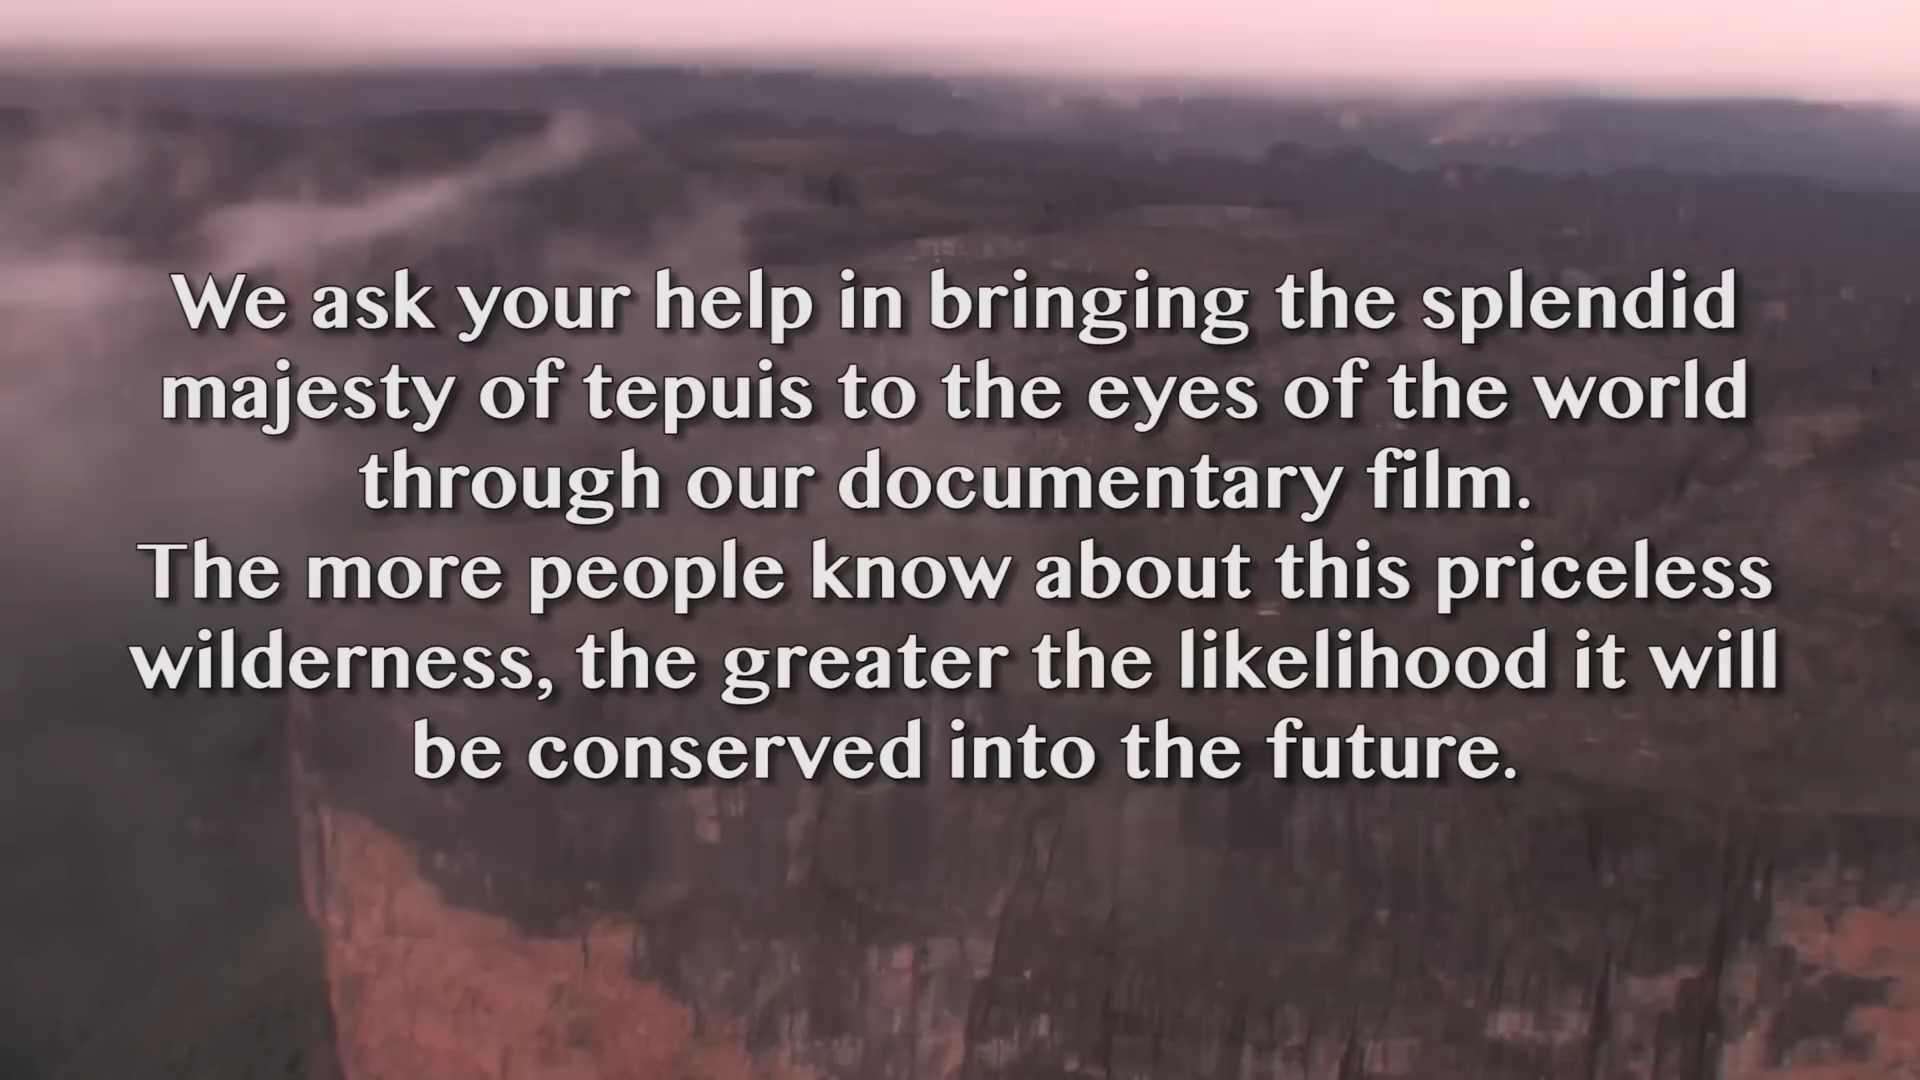 We ask your help in bringing the splendid
majesty of tepuis to the eyes of the world
through our documentary film.
The more people know about this priceless
wilderness, the greater the likelihood it will
be conserved into the future.